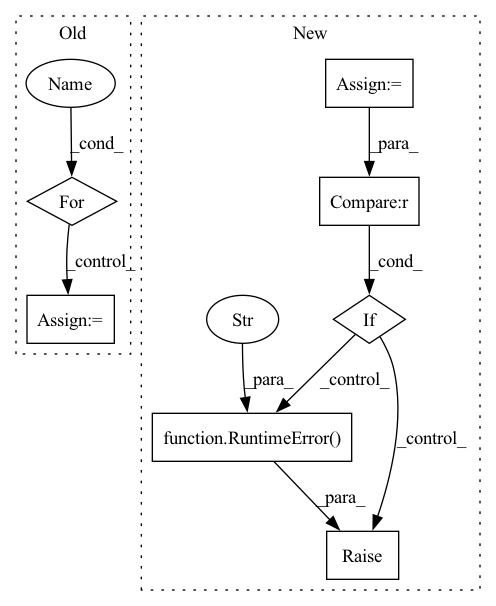 Old
New
Name
Assign:=
_cond_
_para_
For
Compare:r
_control_
_cond_
Assign:=
Str
If
_para_
_control_
function.RuntimeError()
_control_
_para_
Raise